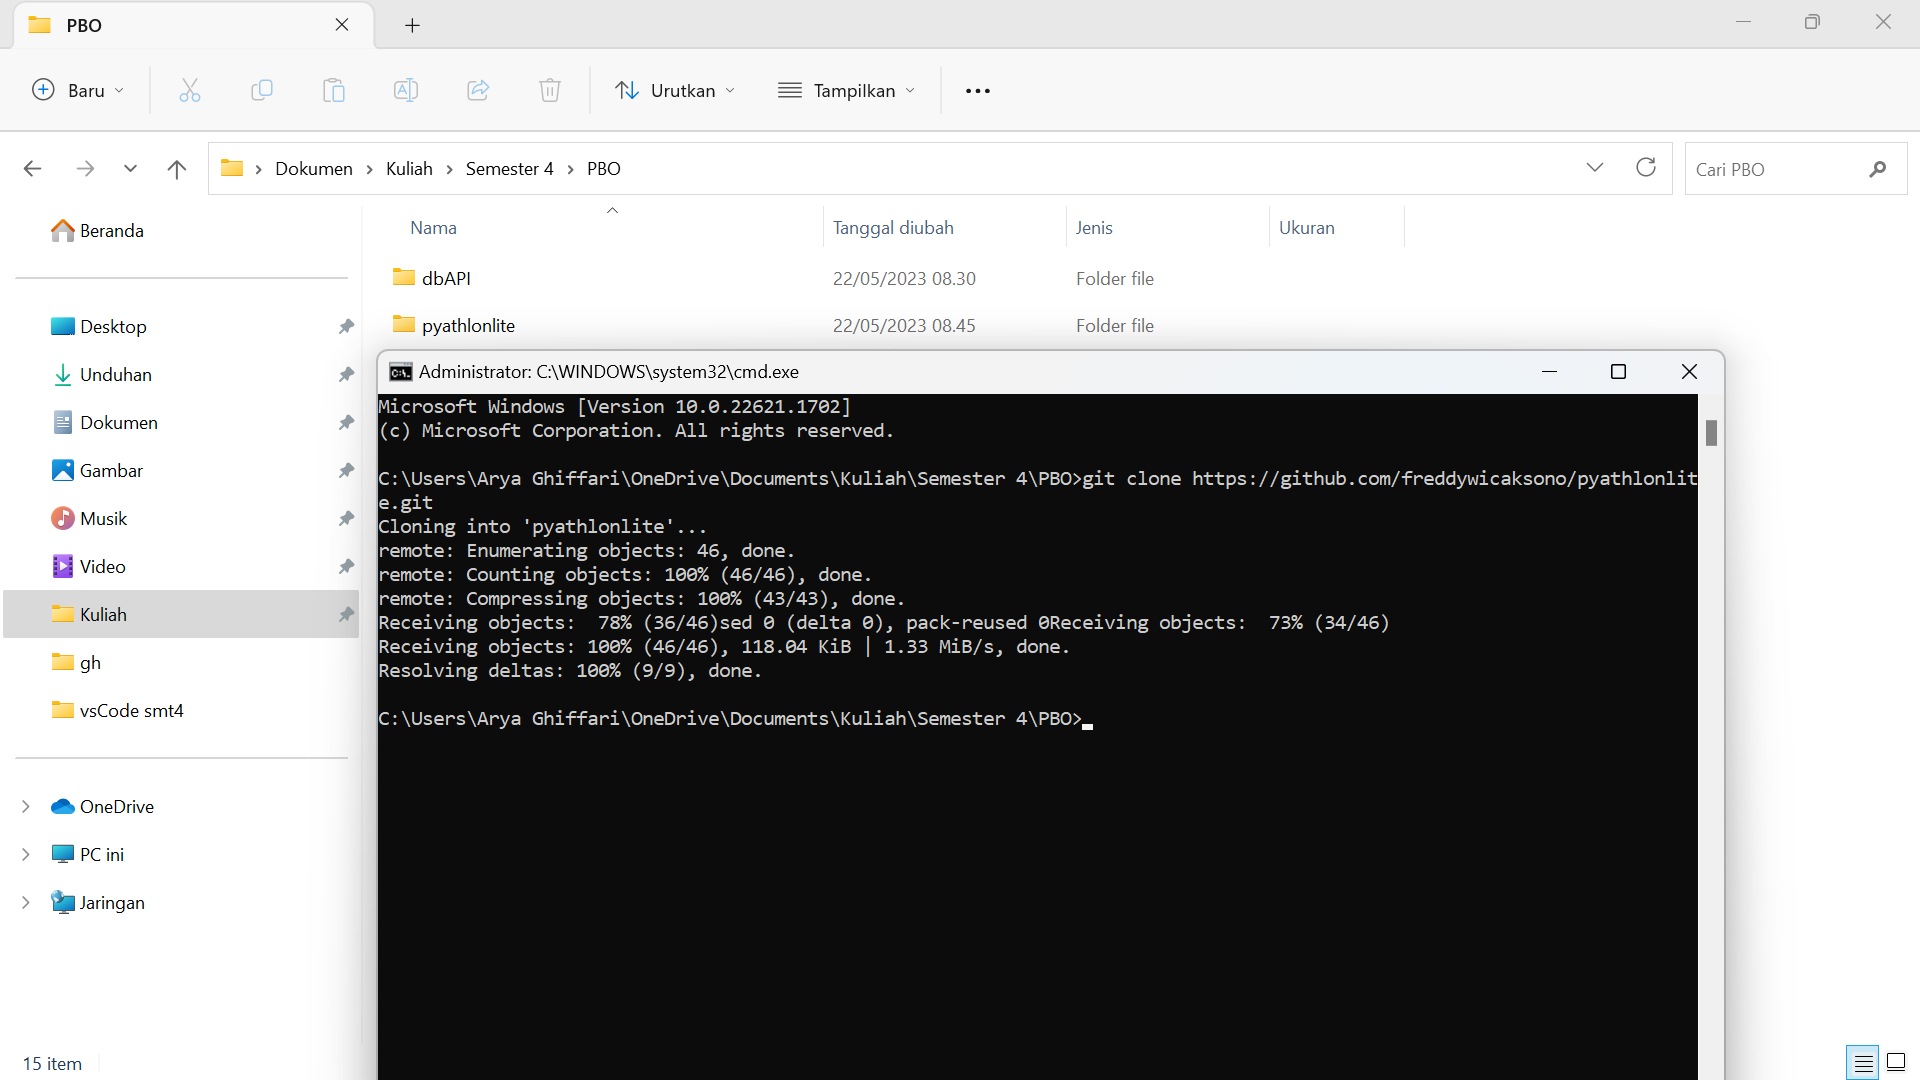 PBO
Baru
Urutkan
Tampilkan
Dokumen > Kuliah > Semester 4 > PBO
Cari PBO
Beranda
Desktop
Unduhan
Dokumen
Gambar
Musik
Video
Kuliah
gh
vsCode smt4
OneDrive
PC ini
Jaringan
Nama Tanggal diubah Jenis Ukuran
dbAPI 22/05/2023 08.30 Folder file
pyathlonlite 22/05/2023 08.45 Folder file
Administrator: C:\WINDOWS\system32\cmd.exe
Microsoft Windows [Version 10.0.22621.1702]
(c) Microsoft Corporation. All rights reserved.
C:\Users\Arya Ghiffari\OneDrive\Documents\Kuliah\Semester 4\PBO>git clone https://github.com/freddywicaksono/pyathlonlit
e.git
Cloning into 'pyathlonlite'...
remote: Enumerating objects: 46, done.
remote: Counting objects: 100% (46/46), done.
remote: Compressing objects: 100% (43/43), done.
Receiving objects:  78% (36/46)sed 0 (delta 0), pack-reused 0Receiving objects:  73% (34/46)
Receiving objects: 100% (46/46), 118.04 KiB | 1.33 MiB/s, done.
Resolving deltas: 100% (9/9), done.
C:\Users\Arya Ghiffari\OneDrive\Documents\Kuliah\Semester 4\PBO>
15 item